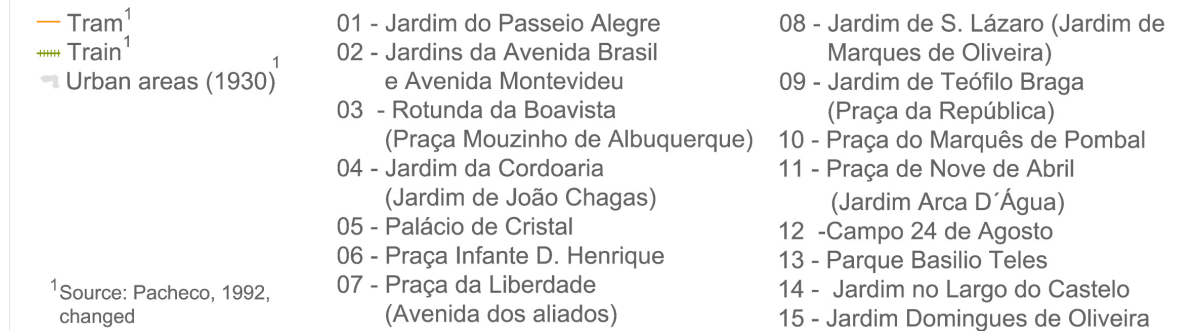 Tram1
Train1
Urban areas (1930)1
1Source: Pacheco, 1992,
changed
01 - Jardim do Passeio Alegre
02 - Jardins da Avenida Brasil
e Avenida Montevideu
03 - Rotunda da Boavista
(Praça Mouzinho de Albuquerque)
04 - Jardim da Cordoaria
(Jardim de João Chagas)
05 - Palácio de Cristal
06 - Praça Infante D. Henrique
07 - Praça da Liberdade
(Avenida dos aliados)
08 - Jardim de S. Lázaro (Jardim de
Marques de Oliveira)
09 - Jardim de Teófilo Braga
(Praça da República)
10 - Praça do Marquês de Pombal
11 - Praça de Nove de Abril
(Jardim Arca D´Água)
12 -Campo 24 de Agosto
13 - Parque Basilio Teles
14 - Jardim no Largo do Castelo
15 - Jardim Domingues de Oliveira